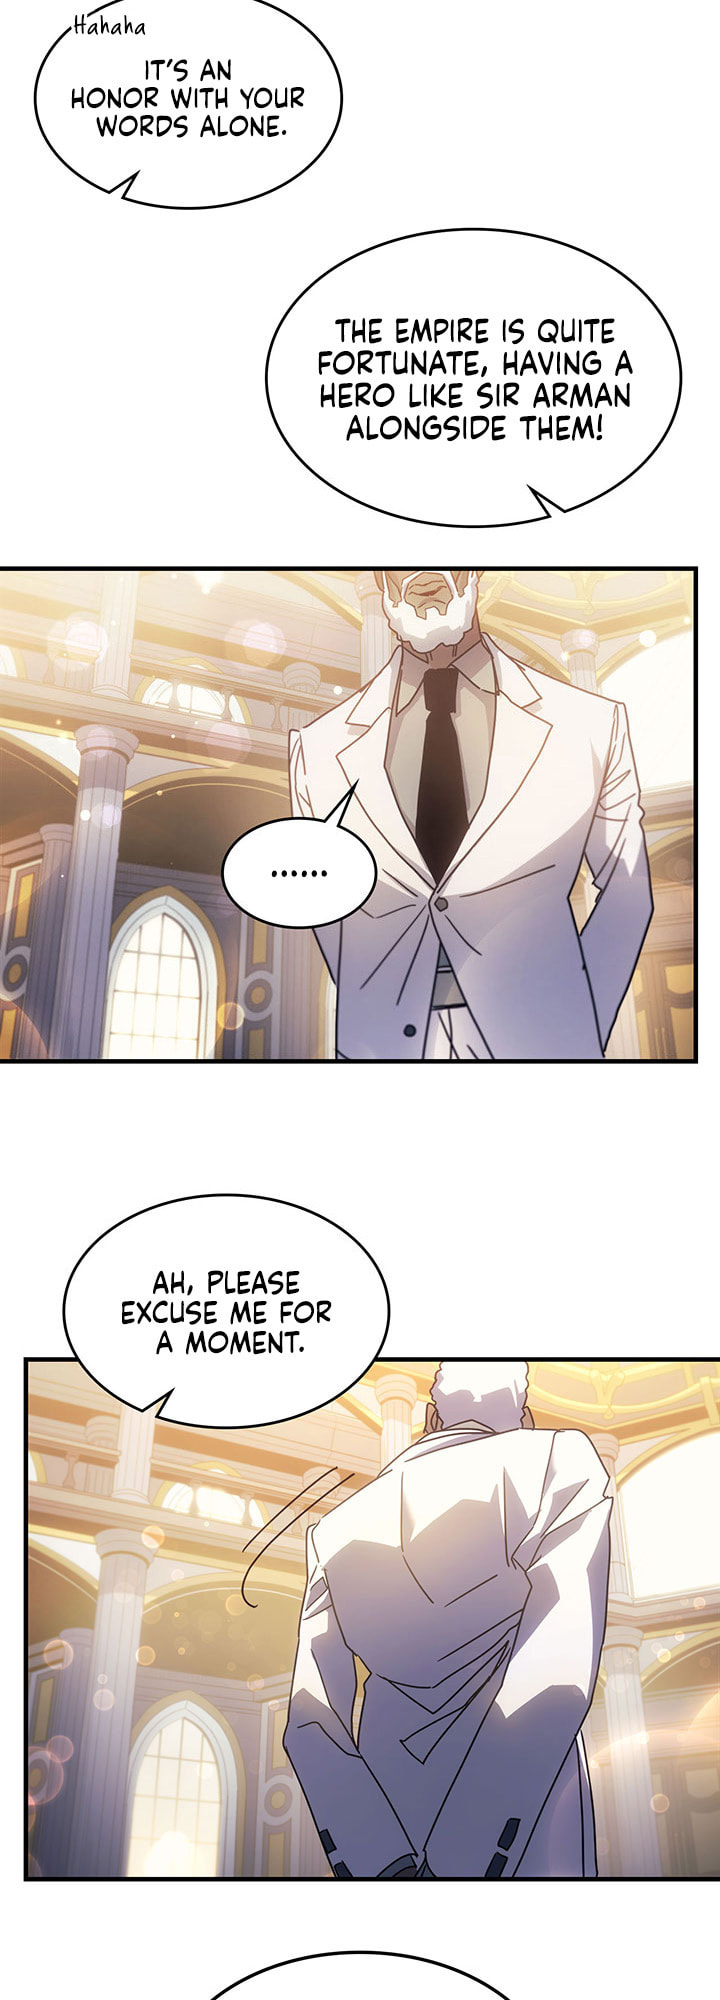 Hahaha
IT'S AN
HONOR WITH YOUR
WORDS ALONE.
THE EMPIRE IS QUITE
FORTUNATE, HAVING A
HERO LIKE SIR ARMAN
ALONGSIDE THEM!
......
AH, PLEASE
EXCUSE ME FOR
A MOMENT.